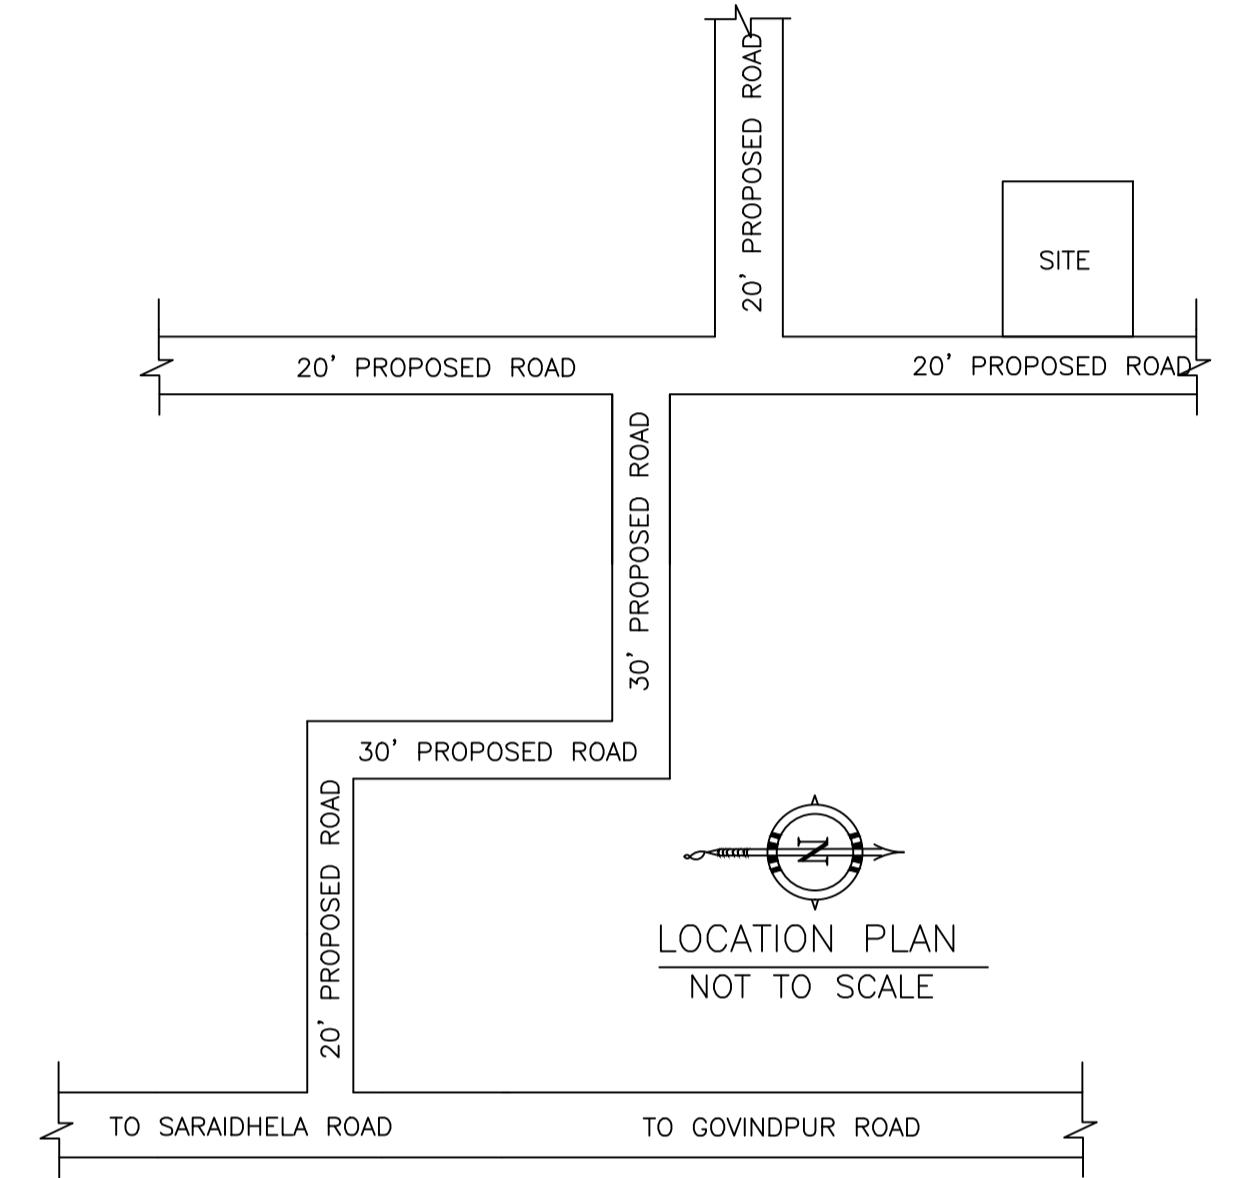 20' PROPOSED ROAD
SITE
20' PROPOSED ROAD
20' PROPOSED ROAD
30' PROPOSED ROAD
30' PROPOSED ROAD
20' PROPOSED ROAD
N
LOCATION PLAN
NOT TO SCALE
TO SARAIDHELA ROAD
TO GOVINDPUR ROAD